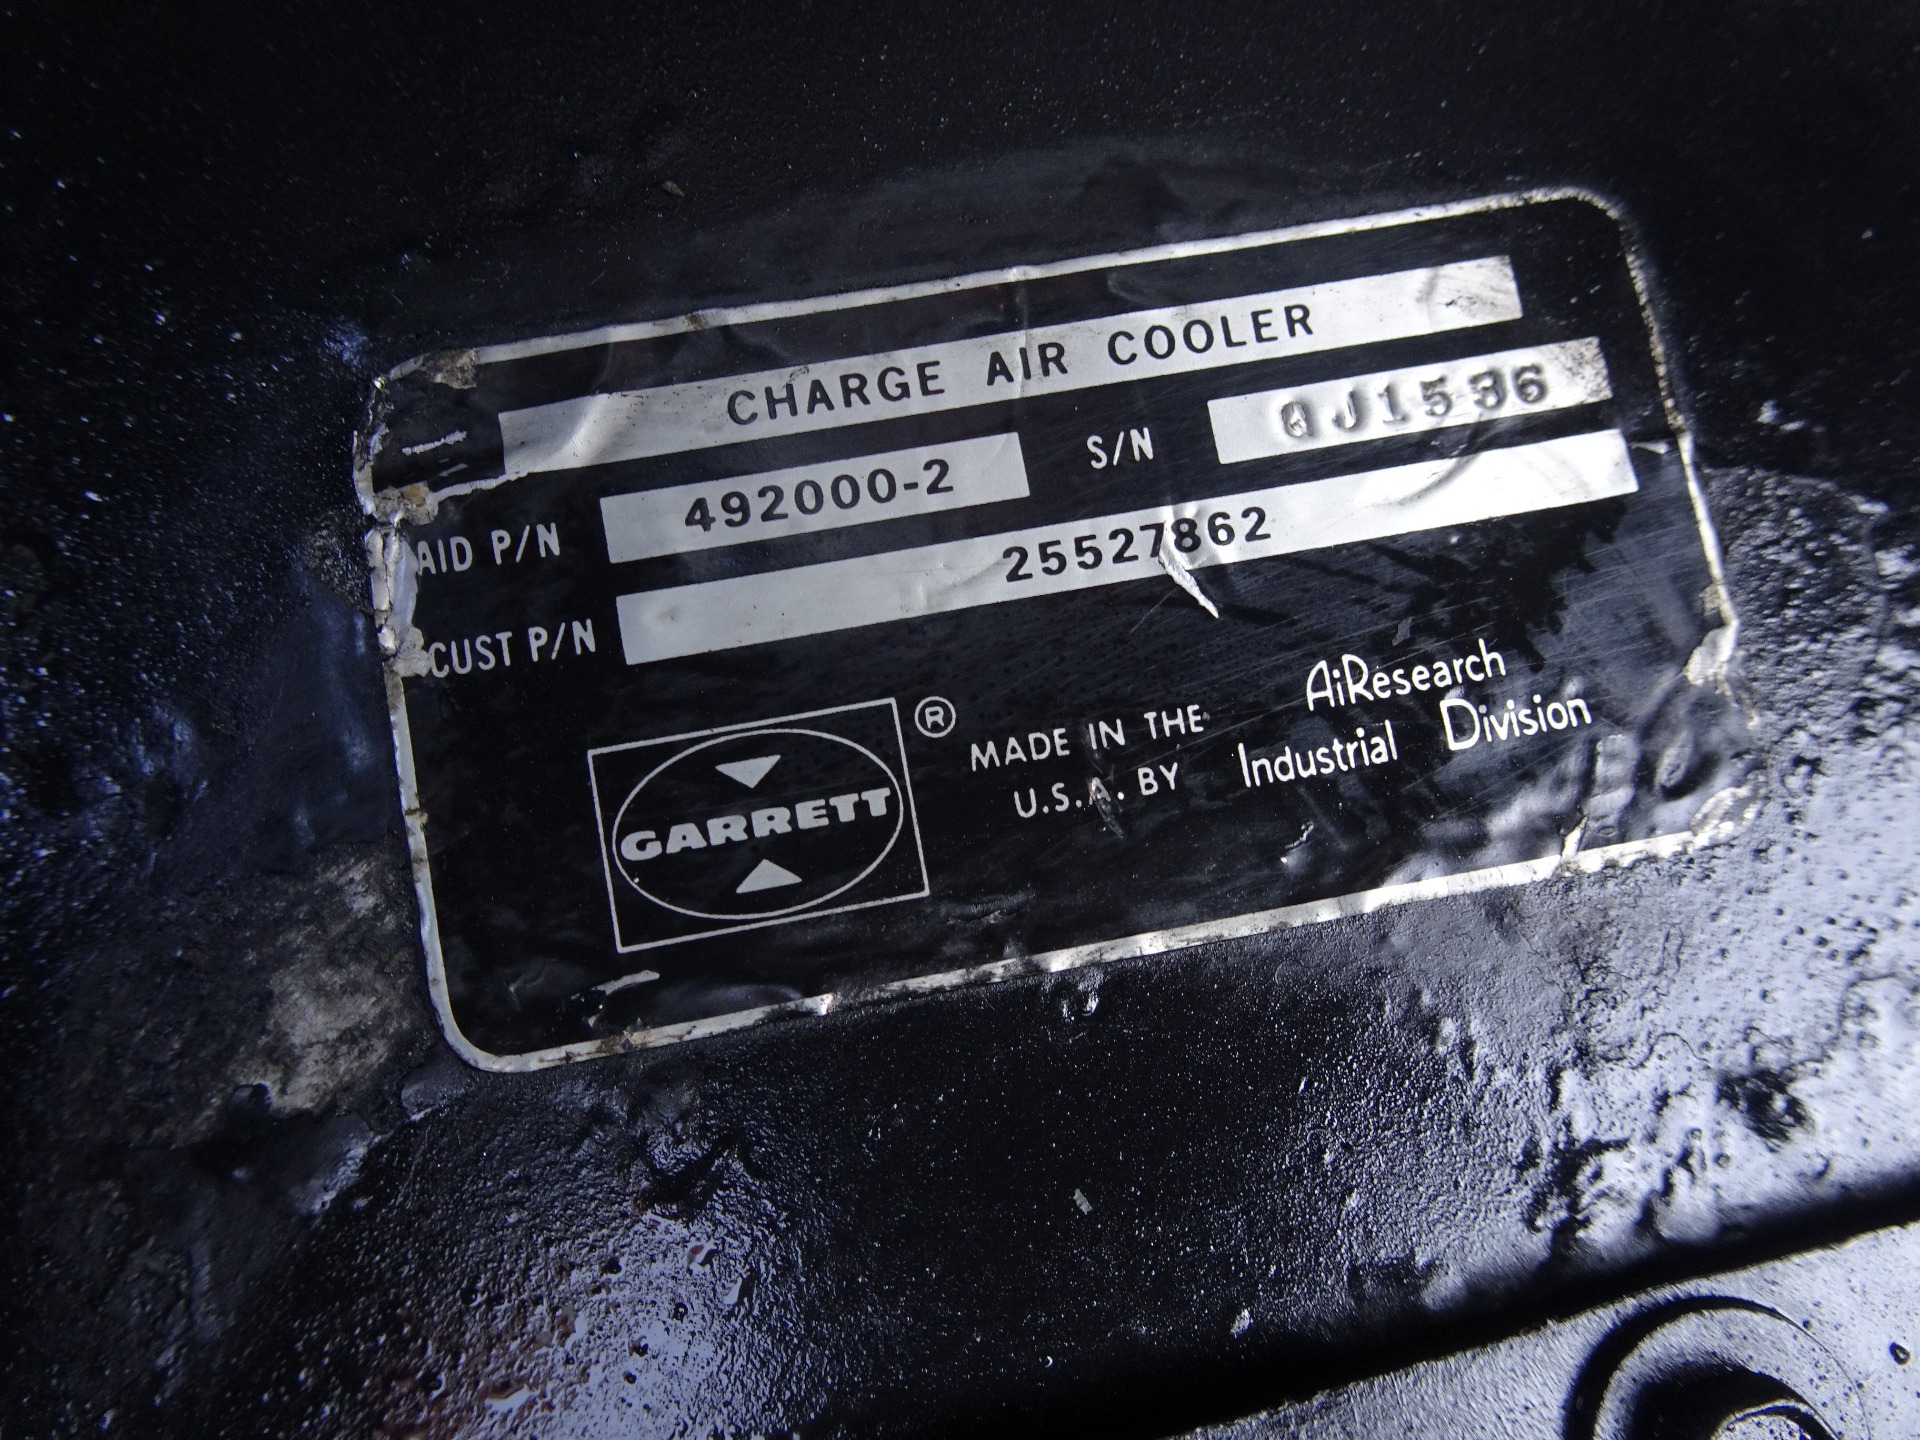 CHARGE AIR COOLER
AID P/N 492000-2 S/N
CUST P/N 25527862
GARRETT ®
MADE IN THE
U.S.A. BY
AiResearch
Industrial Division